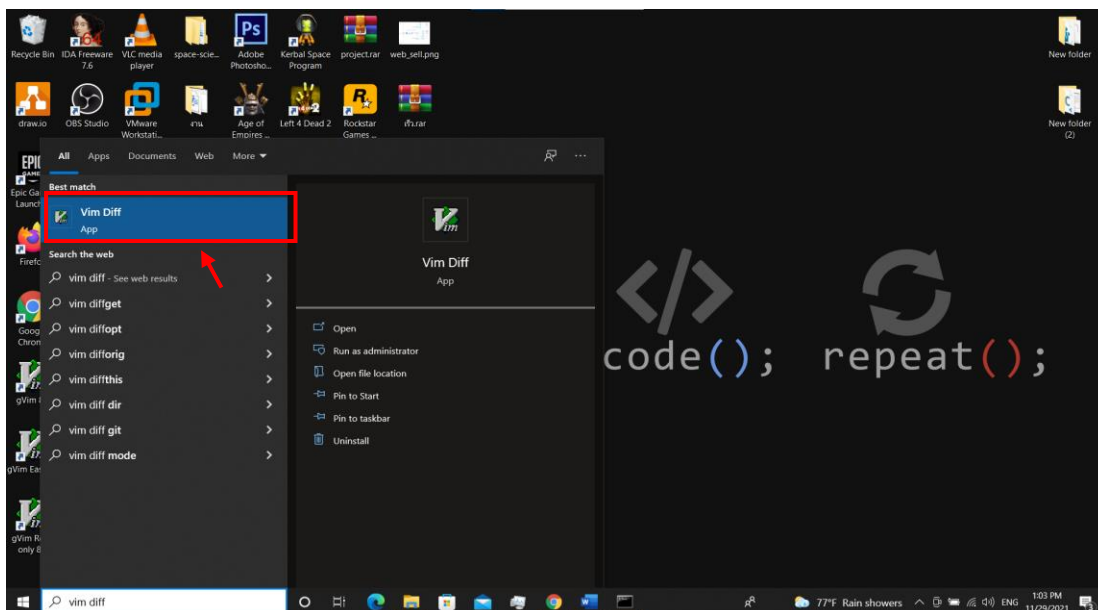 Recycle Bin
IDA Freeware
7.6
VLC media
player
space-scie...
Adobe
Photosho...
Kerbal Space
Program
project.rar
web_sell.png
New folder
draw.io
OBS Studio
VMware
Workstati...
Age of
Empires ...
Left 4 Dead 2
Rockstar
Games ...
New folder
(2)
All
Apps
Documents
Web
More
Best match
Vim Diff
App
Search the web
vim diff - See web results
vim diffget
vim diffopt
vim difforig
vim diffthis
vim diff dir
vim diff git
vim diff mode
Vim Diff
App
Open
Run as administrator
Open file location
Pin to Start
Pin to taskbar
Uninstall
code(); repeat();
vim diff
77°F Rain showers
ENG
1:03 PM
11/29/2021